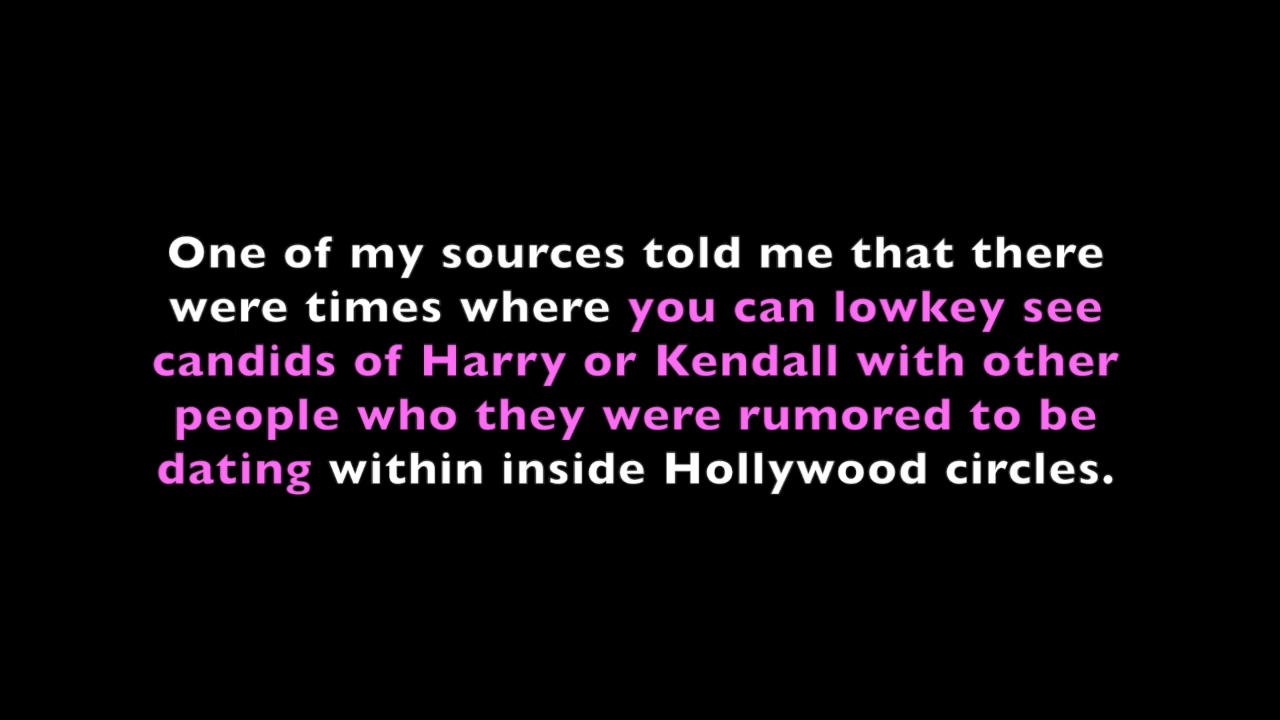 One of my sources told me that there
were times where you can lowkey see
candids of Harry or Kendall with other
people who they were rumored to be
dating within inside Hollywood circles.